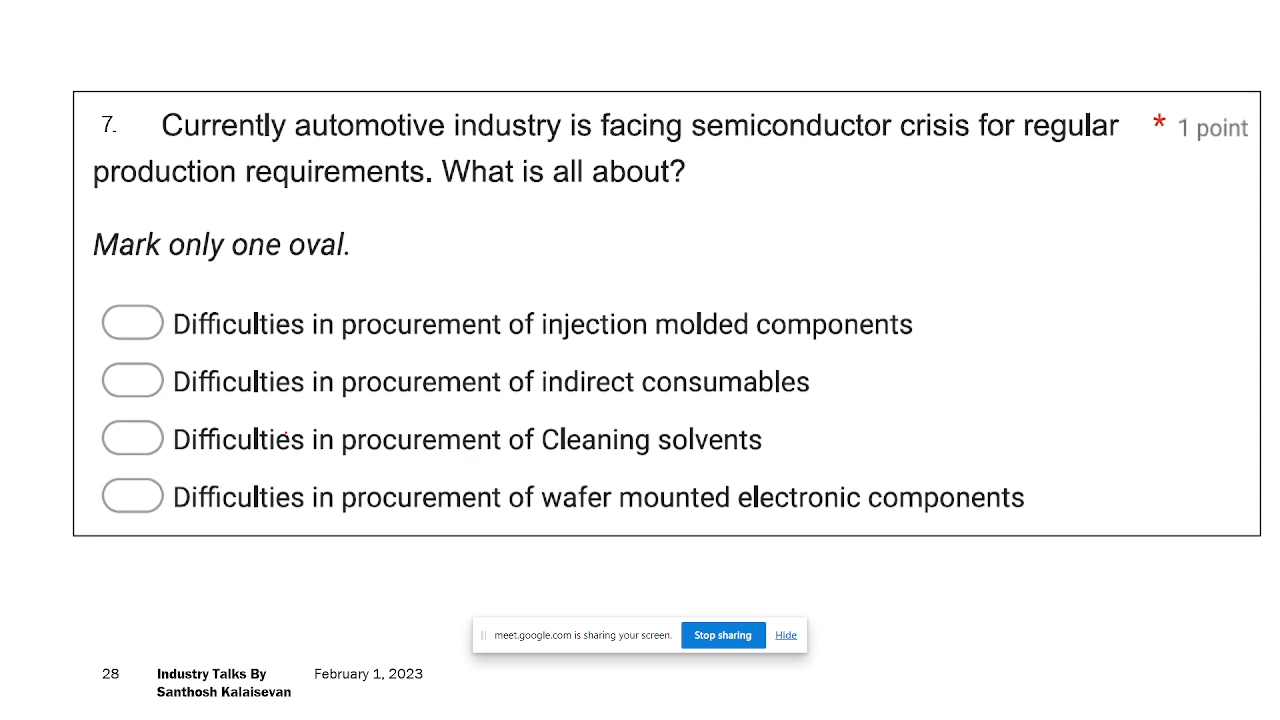 7. Currently automotive industry is facing semiconductor crisis for regular * 1 point
production requirements. What is all about?
Mark only one oval.
Difficulties in procurement of injection molded components
Difficulties in procurement of indirect consumables
Difficulties in procurement of Cleaning solvents
Difficulties in procurement of wafer mounted electronic components
meet.google.com is sharing your screen. Stop sharing Hide
28 Industry Talks By February 1, 2023
Santhosh Kalaisevan